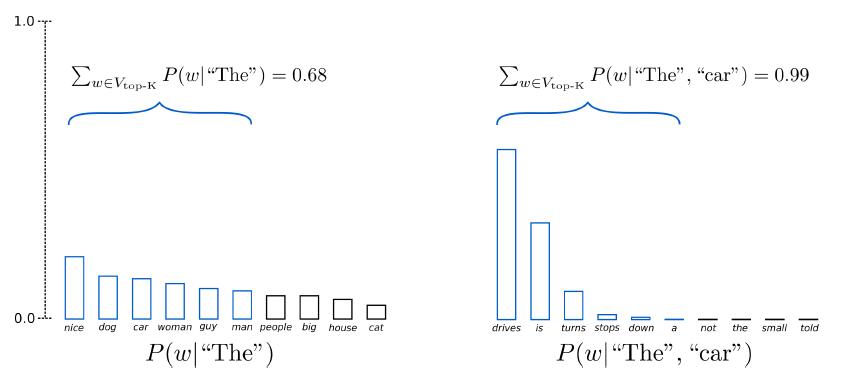 1.0
∑w∈Vtop-K P(w|“The”) = 0.68
∑w∈Vtop-K P(w|“The”, “car”) = 0.99
0.0
nice dog car woman guy man people big house cat
drives is turns stops down a not the small told
P(w|“The”)
P(w|“The”, “car”)